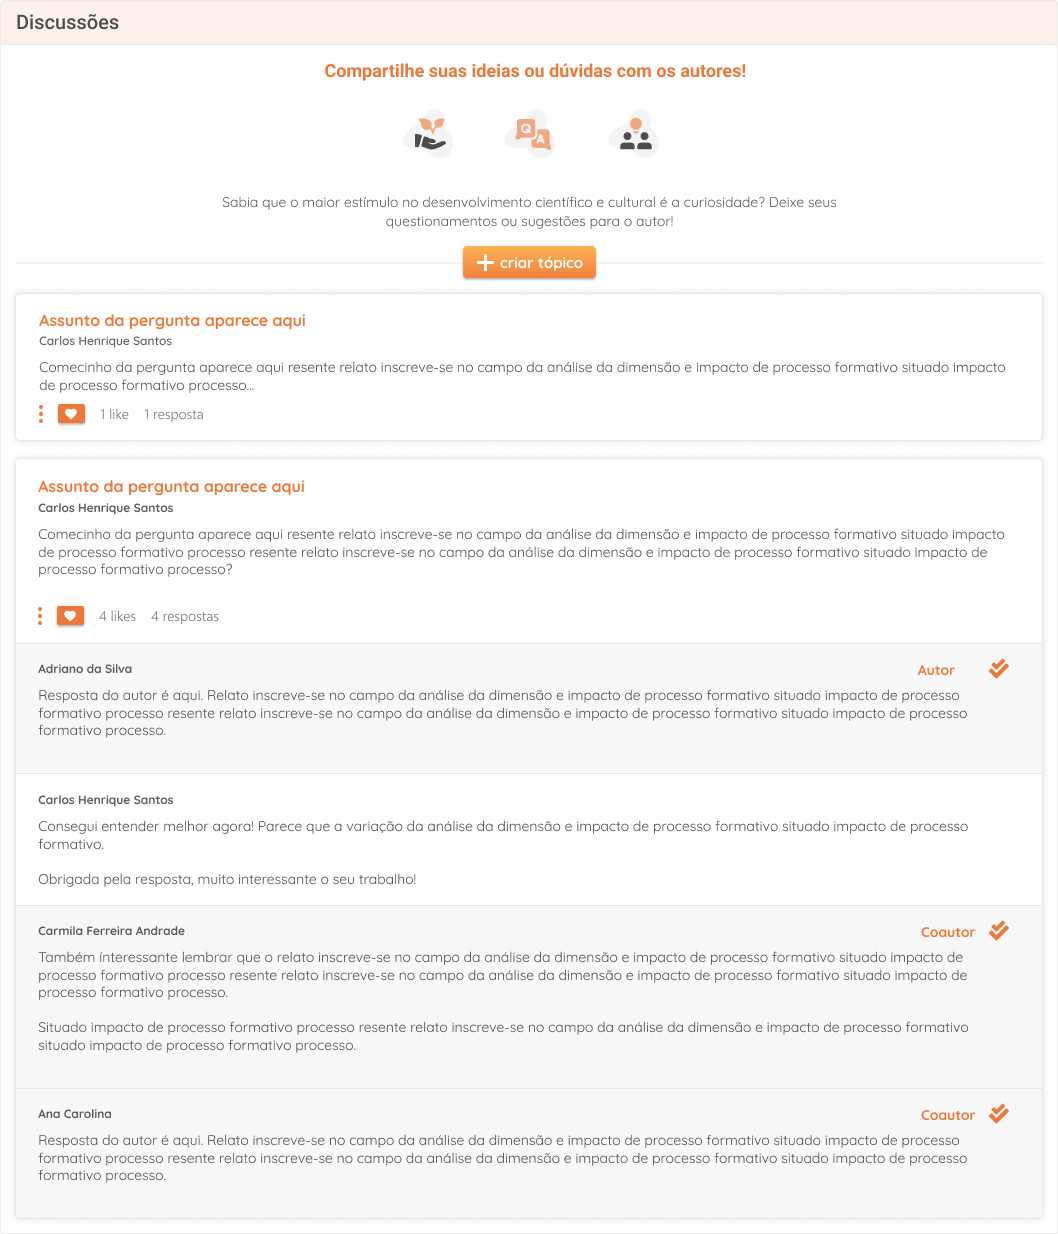 Discussões
Compartilhe suas ideias ou dúvidas com os autores!
Q
A
Sabia que o maior estímulo no desenvolvimento científico e cultural é a curiosidade? Deixe seus
questionamentos ou sugestões para o autor!
criar tópico
Assunto da pergunta aparece aqui
Carlos Henrique Santos
Comecinho da pergunta aparece aqui resente relato inscreve-se no campo da análise da dimensão e impacto de processo formativo situado impacto
de processo formativo processo...
1 like 1 resposta
Assunto da pergunta aparece aqui
Carlos Henrique Santos
Comecinho da pergunta aparece aqui resente relato inscreve-se no campo da análise da dimensão e impacto de processo formativo situado impacto
de processo formativo processo resente relato inscreve-se no campo da análise da dimensão e impacto de processo formativo situado impacto de
processo formativo processo?
4 likes 4 respostas
Adriano da Silva Autor
Resposta do autor é aqui. Relato inscreve-se no campo da análise da dimensão e impacto de processo formativo situado impacto de processo
formativo processo resente relato inscreve-se no campo da análise da dimensão e impacto de processo formativo situado impacto de processo
formativo processo.
Carlos Henrique Santos
Consegui entender melhor agora! Parece que a variação da análise da dimensão e impacto de processo formativo situado impacto de processo
formativo.
Obrigada pela resposta, muito interessante o seu trabalho!
Carmila Ferreira Andrade Coautor
Também ínteressante lembrar que o relato inscreve-se no campo da análise da dimensão e impacto de processo formativo situado impacto de
processo formativo processo resente relato inscreve-se no campo da análise da dimensão e impacto de processo formativo situado impacto de
processo formativo processo.
Situado impacto de processo formativo processo resente relato inscreve-se no campo da análise da dimensão e impacto de processo formativo
situado impacto de processo formativo processo.
Ana Carolina Coautor
Resposta do autor é aqui. Relato inscreve-se no campo da análise da dimensão e impacto de processo formativo situado impacto de processo
formativo processo resente relato inscreve-se no campo da análise da dimensão e impacto de processo formativo situado impacto de processo
formativo processo.